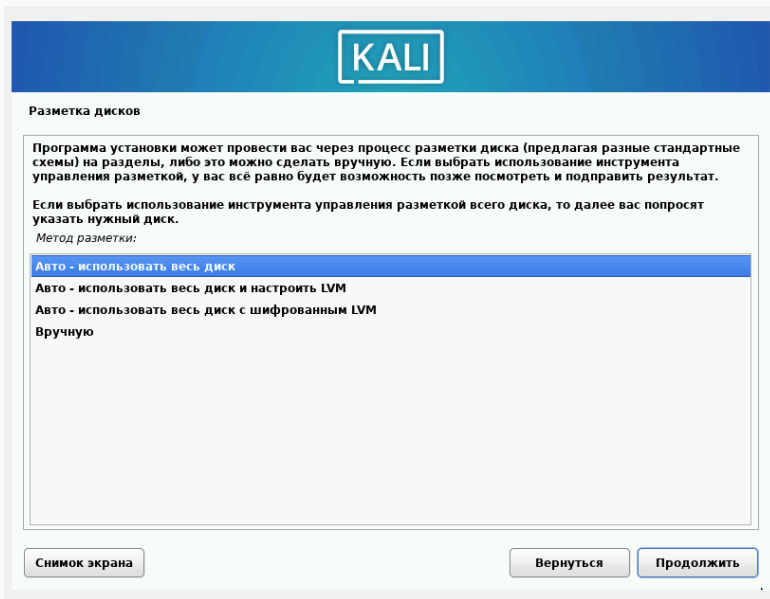 KALI
Разметка дисков
Программа установки может провести вас через процесс разметки диска (предлагая разные стандартные
схемы) на разделы, либо это можно сделать вручную. Если выбрать использование инструмента
управления разметкой, у вас всё равно будет возможность позже посмотреть и подправить результат.
Если выбрать использование инструмента управления разметкой всего диска, то далее вас попросят
указать нужный диск.
Метод разметки:
Авто - использовать весь диск
Авто - использовать весь диск и настроить LVM
Авто - использовать весь диск с шифрованным LVM
Вручную
Снимок экрана
Вернуться
Продолжить